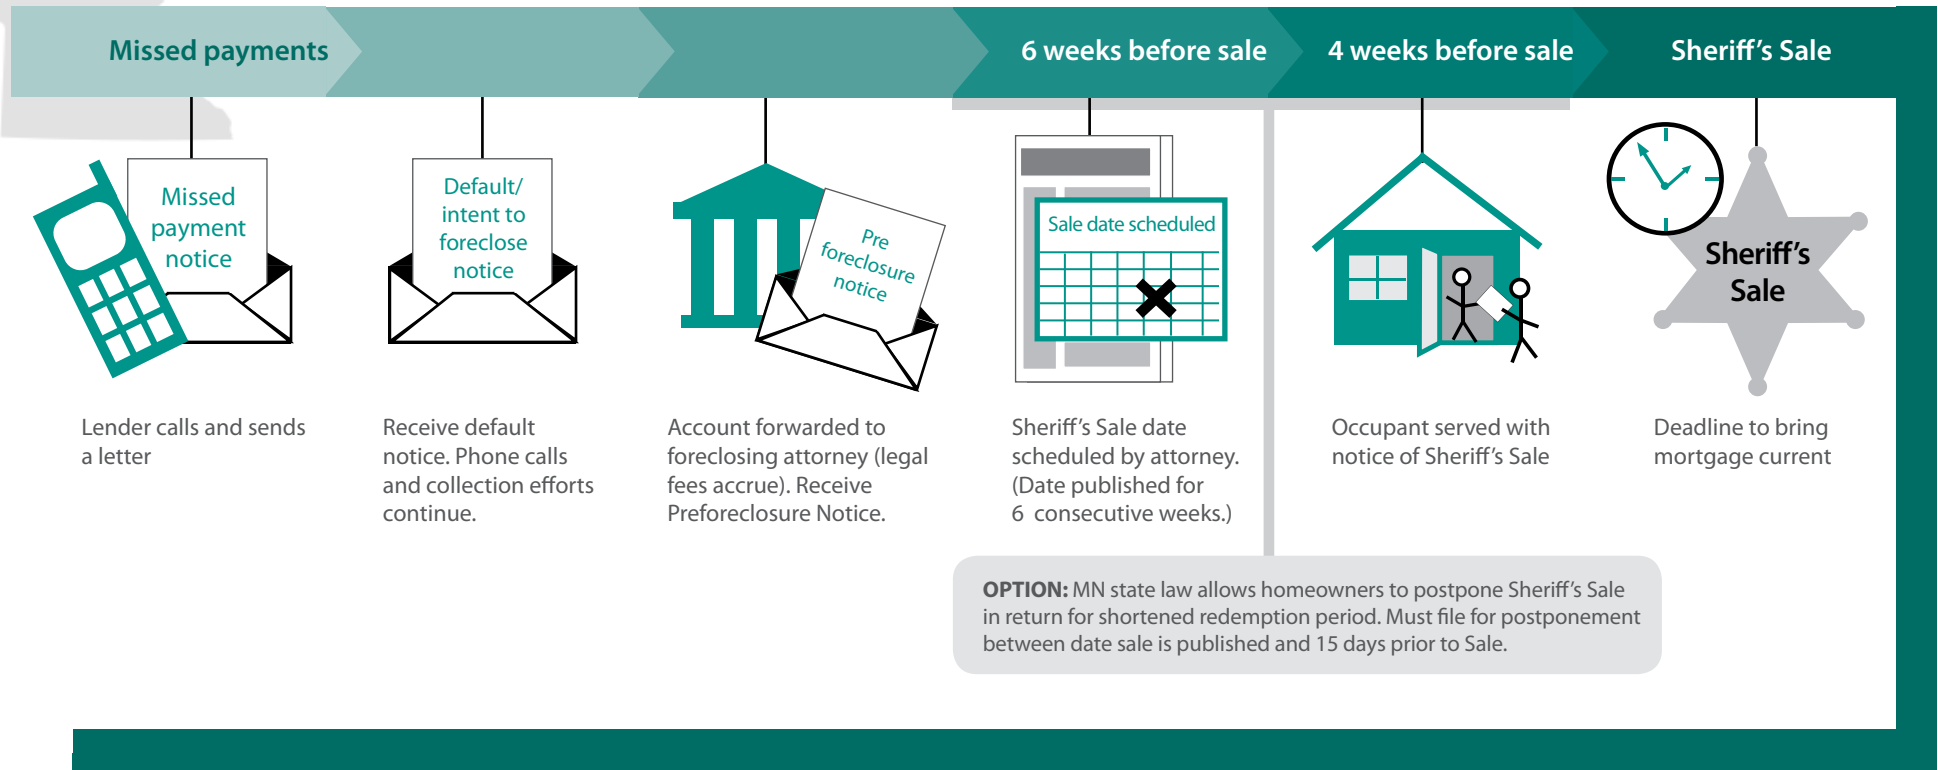 Missed payments
6 weeks before sale
4 weeks before sale
Sheriff's Sale
Missed
payment
notice
Default/
intent to
foreclose
notice
Pre
foreclosure
notice
Sale date scheduled
Sheriff's
Sale
Lender calls and sends
a letter
Receive default
notice. Phone calls
and collection efforts
continue.
Account forwarded to
foreclosing attorney (legal
fees accrue). Receive
Preforeclosure Notice.
Sheriff's Sale date
scheduled by attorney.
(Date published for
6 consecutive weeks.)
Occupant served with
notice of Sheriff's Sale
Deadline to bring
mortgage current
OPTION: MN state law allows homeowners to postpone Sheriff's Sale
in return for shortened redemption period. Must file for postponement
between date sale is published and 15 days prior to Sale.